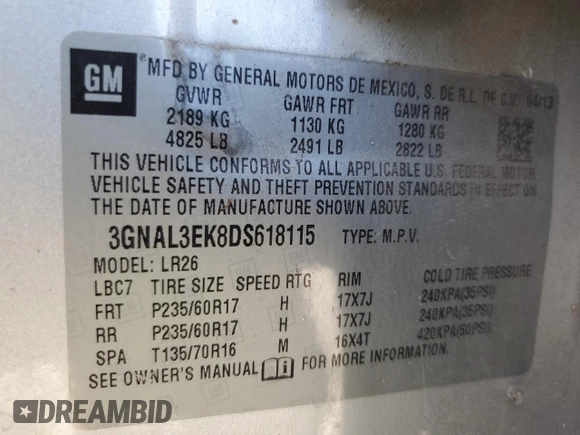 GM
MFD BY GENERAL MOTORS DE MEXICO, S. DE R.L. DE C.V. 04/13
GVWR GAWR FRT GAWR RR
2189 KG 1130 KG 1280 KG
4825 LB 2491 LB 2822 LB
THIS VEHICLE CONFORMS TO ALL APPLICABLE U.S. FEDERAL MOTOR
VEHICLE SAFETY AND THEFT PREVENTION STANDARDS IN EFFECT ON
THE DATE OF MANUFACTURE SHOWN ABOVE.
3GNAL3EK8DS618115 TYPE: M.P.V.
MODEL: LR26
LBC7 TIRE SIZE SPEED RTG RIM COLD TIRE PRESSURE
FRT P235/60R17 H 17X7J 240KPA(35PSI)
RR P235/60R17 H 17X7J 240KPA(35PSI)
SPA T135/70R16 M 16X4T 420KPA(60PSI)
SEE OWNER'S MANUAL i FOR MORE INFORMATION.
DREAMBID